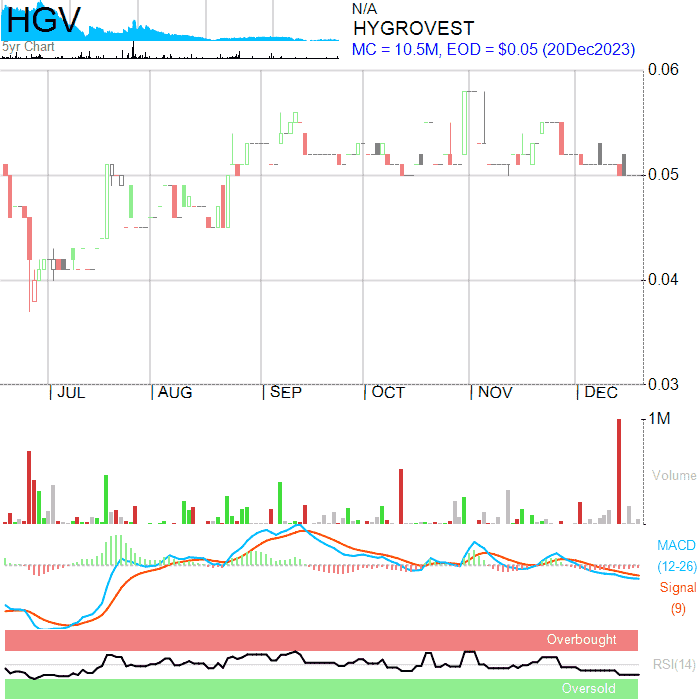 HGV
5yr Chart
N/A
HYGROVEST
MC = 10.5M, EOD = $0.05 (20Dec2023)
0.06
0.05
0.04
0.03
JUL AUG SEP OCT NOV DEC
1M
Volume
MACD
(12-26)
Signal
(9)
Overbought
RSI(14)
Oversold